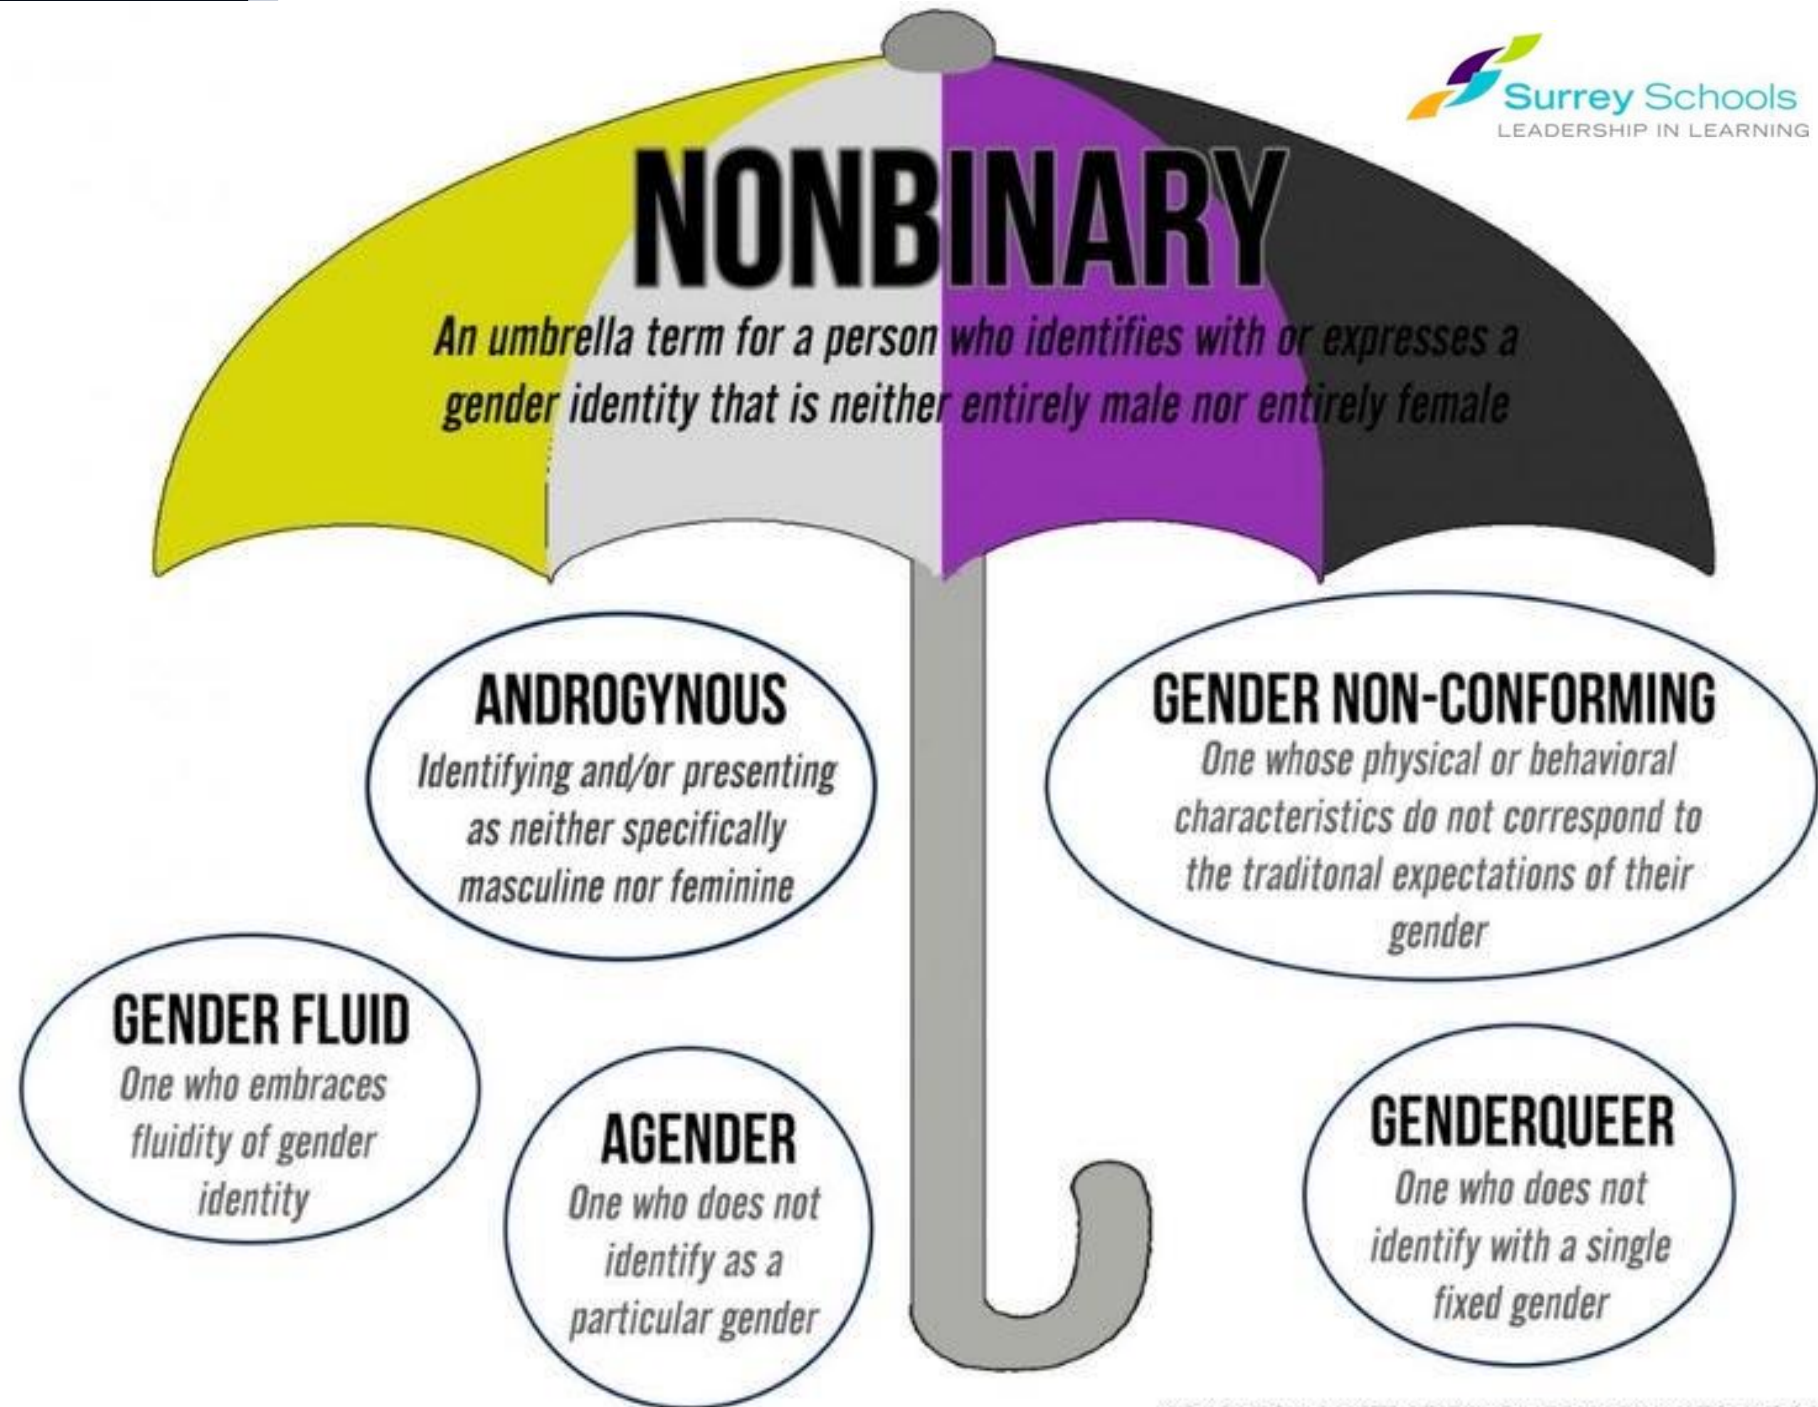 Surrey Schools
LEADERSHIP IN LEARNING
NONBINARY
An umbrella term for a person who identifies with or expresses a
gender identity that is neither entirely male nor entirely female
ANDROGYNOUS
Identifying and/or presenting
as neither specifically
masculine nor feminine
GENDER NON-CONFORMING
One whose physical or behavioral
characteristics do not correspond to
the traditonal expectations of their
gender
GENDER FLUID
One who embraces
fluidity of gender
identity
AGENDER
One who does not
identify as a
particular gender
GENDERQUEER
One who does not
identify with a single
fixed gender